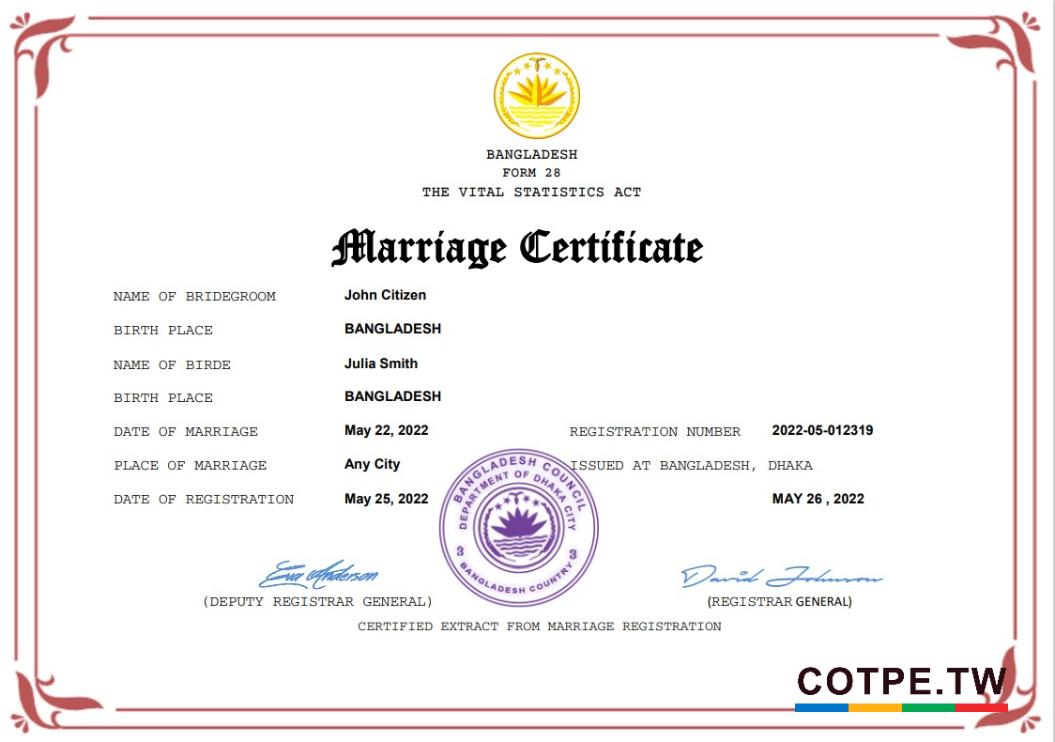 BANGLADESH
FORM 28
THE VITAL STATISTICS ACT
Marriage Certificate
NAME OF BRIDEGROOM John Citizen
BIRTH PLACE BANGLADESH
NAME OF BIRDE Julia Smith
BIRTH PLACE BANGLADESH
DATE OF MARRIAGE May 22, 2022 REGISTRATION NUMBER 2022-05-012319
PLACE OF MARRIAGE Any City ISSUED AT BANGLADESH, DHAKA
DATE OF REGISTRATION May 25, 2022 MAY 26 , 2022
BANGLADESH COUNCIL
DEPARTMENT OF DHAKA CITY
3 3
BANGLADESH COUNTRY
Eva Anderson David Johnson
(DEPUTY REGISTRAR GENERAL) (REGISTRAR GENERAL)
CERTIFIED EXTRACT FROM MARRIAGE REGISTRATION
COTPE.TW